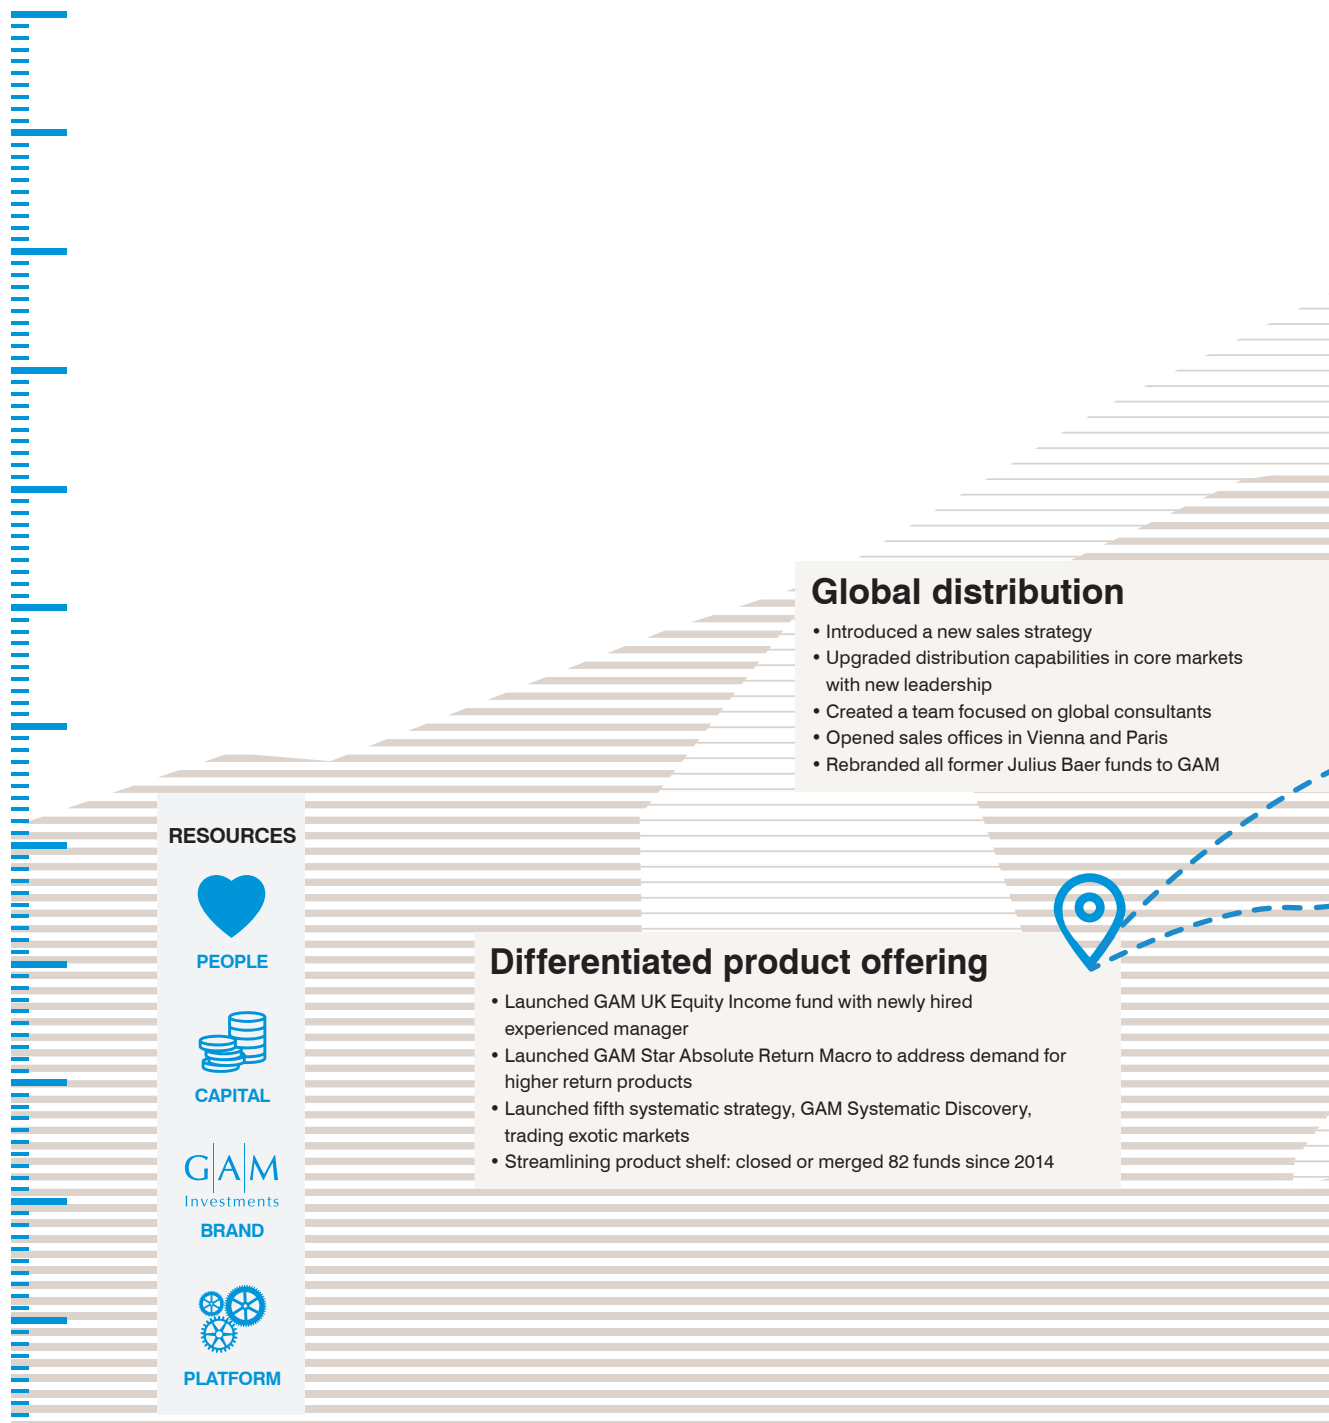 Global distribution
• Introduced a new sales strategy
• Upgraded distribution capabilities in core markets
with new leadership
• Created a team focused on global consultants
• Opened sales offices in Vienna and Paris
• Rebranded all former Julius Baer funds to GAM
RESOURCES
PEOPLE
CAPITAL
GAM
Investments
BRAND
PLATFORM
Differentiated product offering
• Launched GAM UK Equity Income fund with newly hired
experienced manager
• Launched GAM Star Absolute Return Macro to address demand for
higher return products
• Launched fifth systematic strategy, GAM Systematic Discovery,
trading exotic markets
• Streamlining product shelf: closed or merged 82 funds since 2014